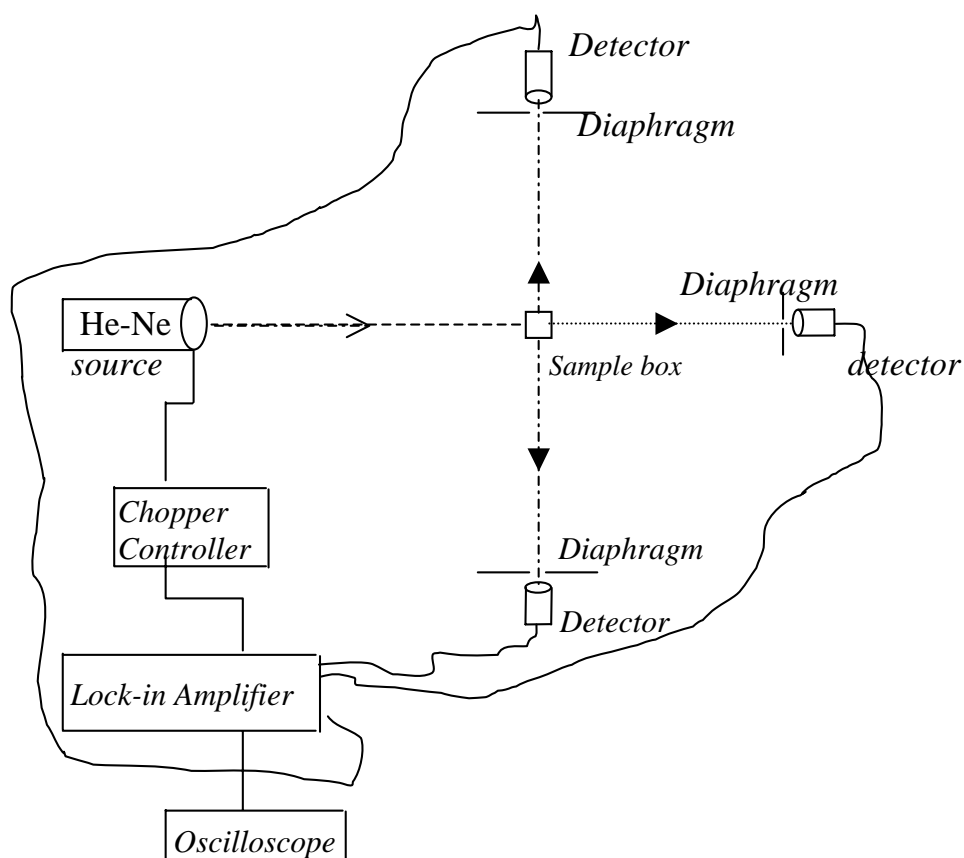 Detector
Diaphragm
Diaphragm
He-Ne
source
Sample box
detector
Chopper
Controller
Diaphragm
Detector
Lock-in Amplifier
Oscilloscope